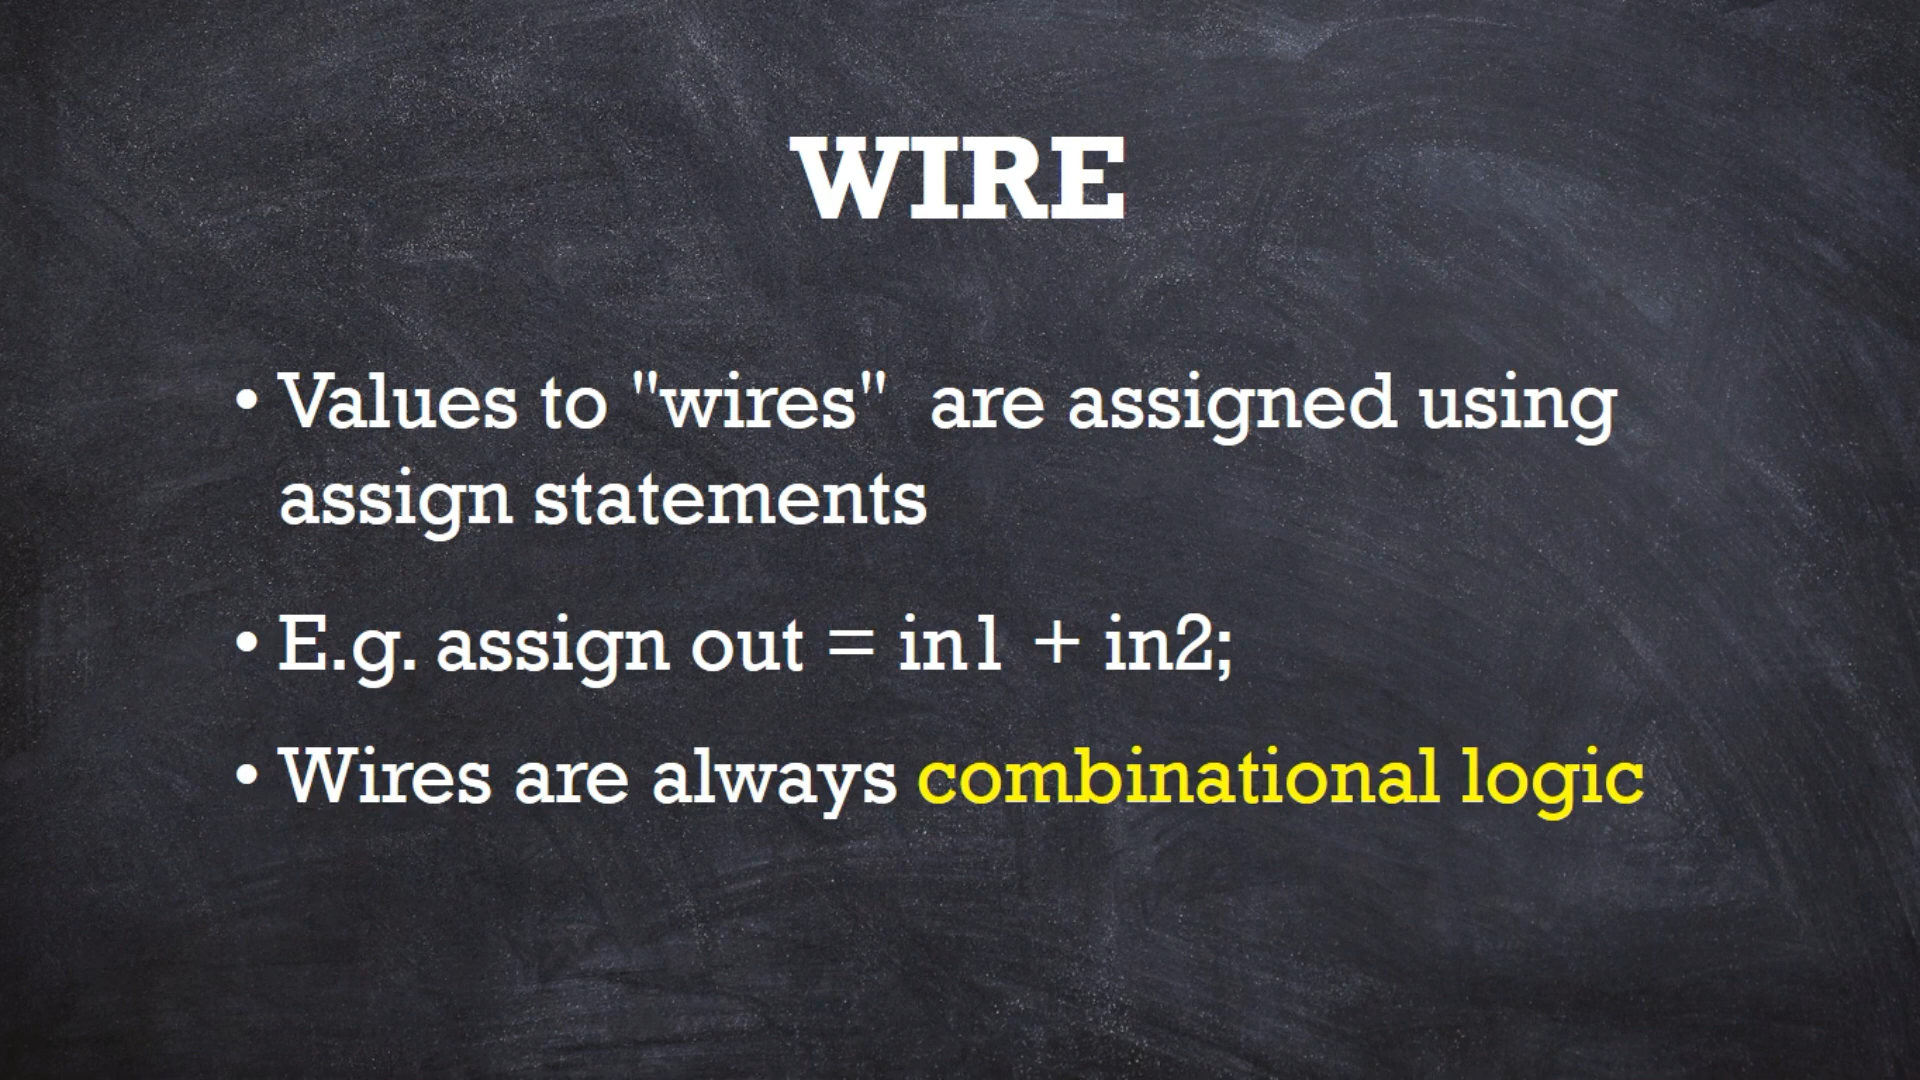 WIRE
• Values to "wires"  are assigned using
assign statements
• E.g. assign out = in1 + in2;
• Wires are always combinational logic